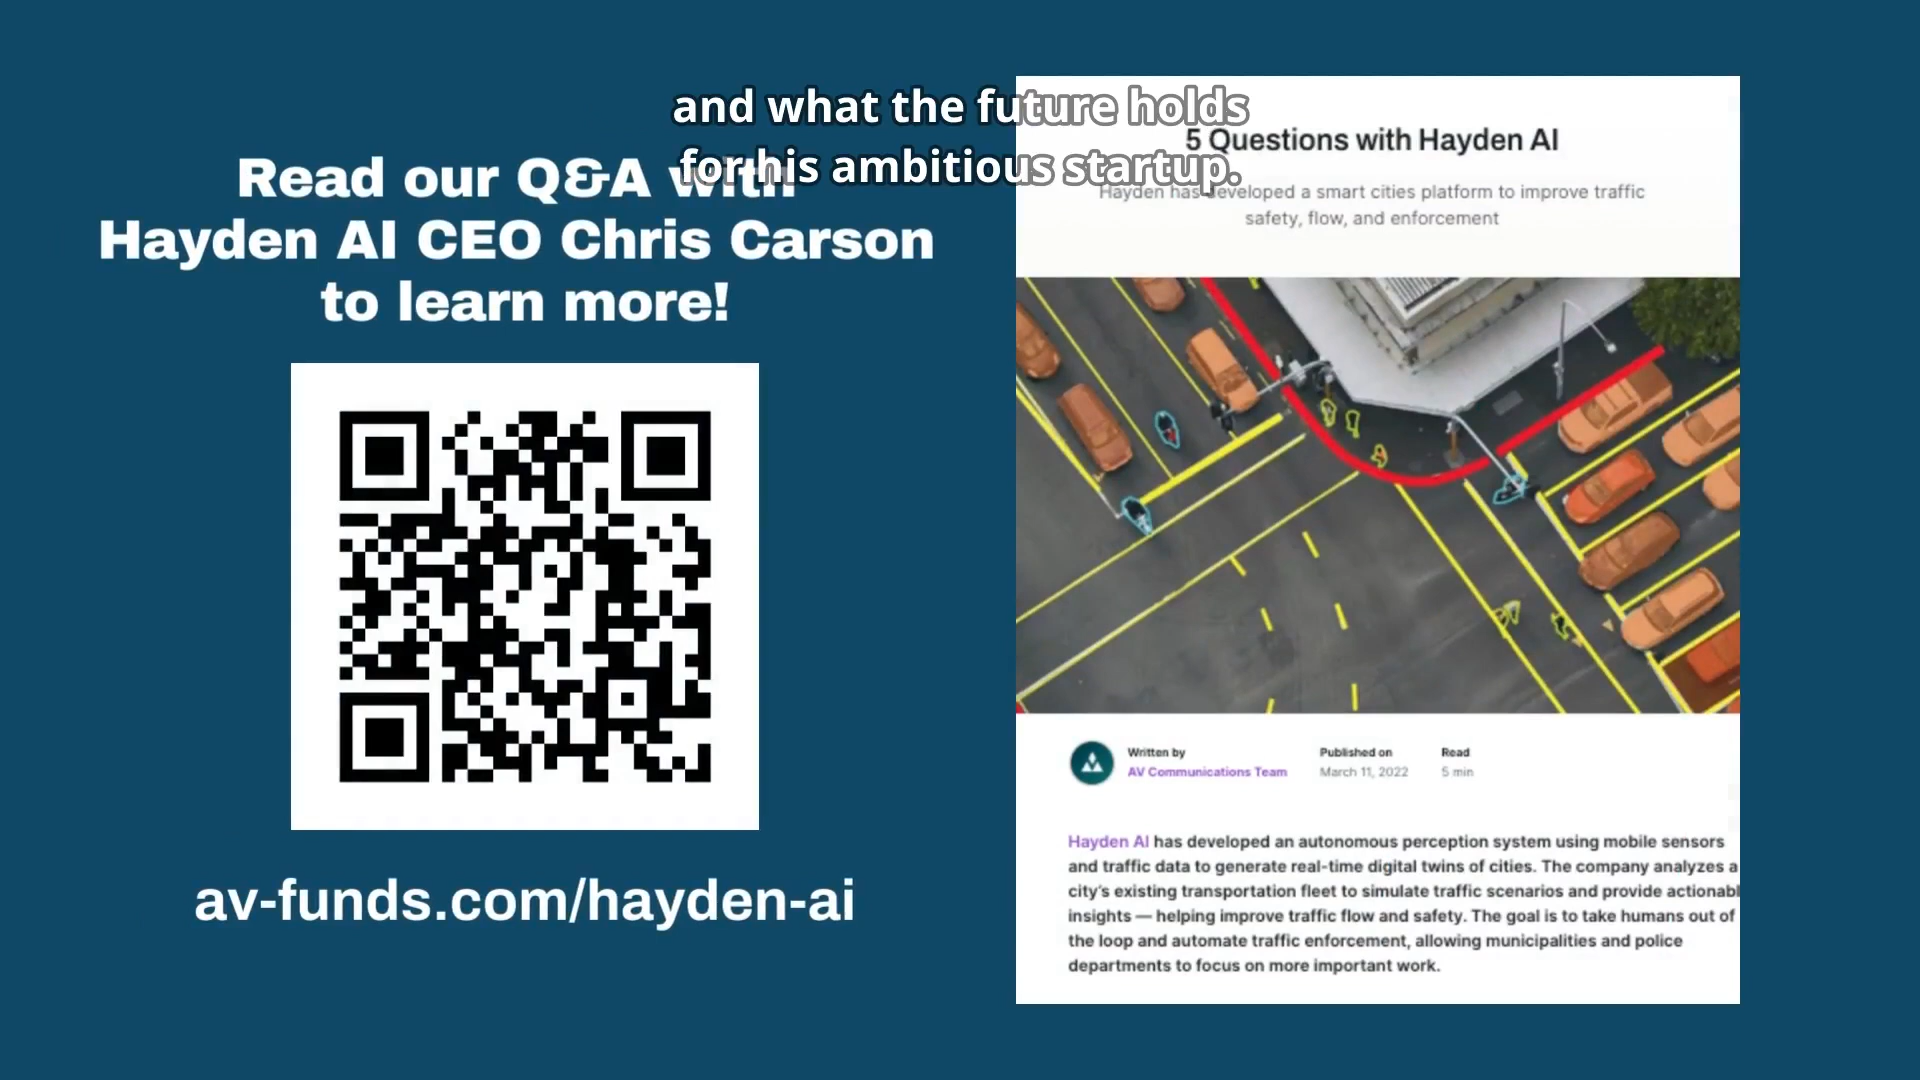 and what the future holds
for his ambitious startup.
Read our Q&A with
Hayden AI CEO Chris Carson
to learn more!
av-funds.com/hayden-ai
5 Questions with Hayden AI
Hayden has developed a smart cities platform to improve traffic
safety, flow, and enforcement
Written by
AV Communications Team
Published on
March 11, 2022
Read
5 min
Hayden AI has developed an autonomous perception system using mobile sensors
and traffic data to generate real-time digital twins of cities. The company analyzes a
city's existing transportation fleet to simulate traffic scenarios and provide actionabl
insights — helping improve traffic flow and safety. The goal is to take humans out of
the loop and automate traffic enforcement, allowing municipalities and police
departments to focus on more important work.